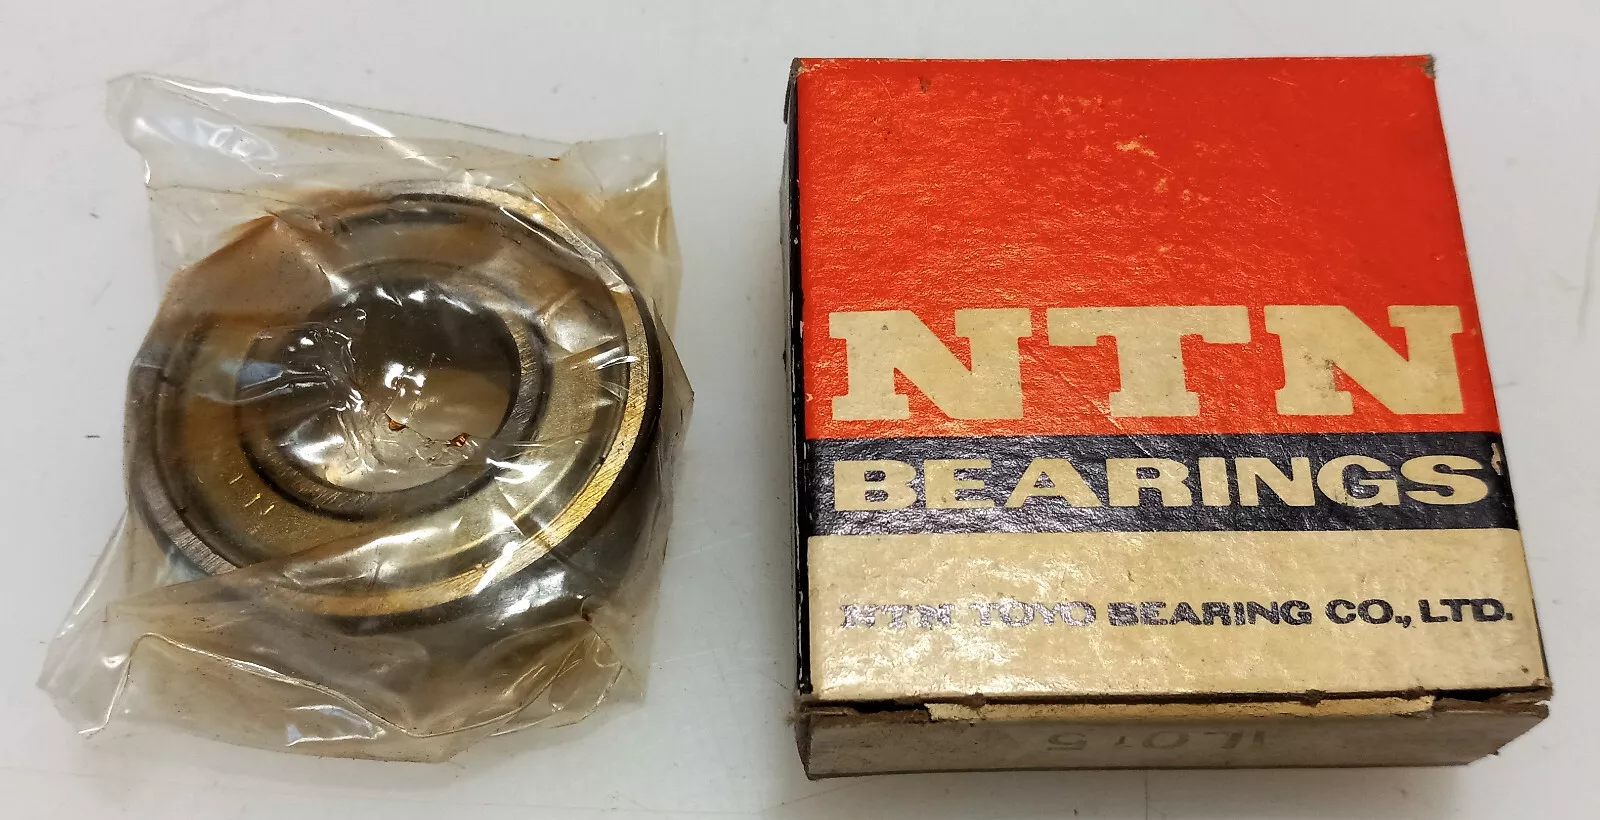 NTN
BEARINGS
NTN TOYO BEARING CO., LTD.